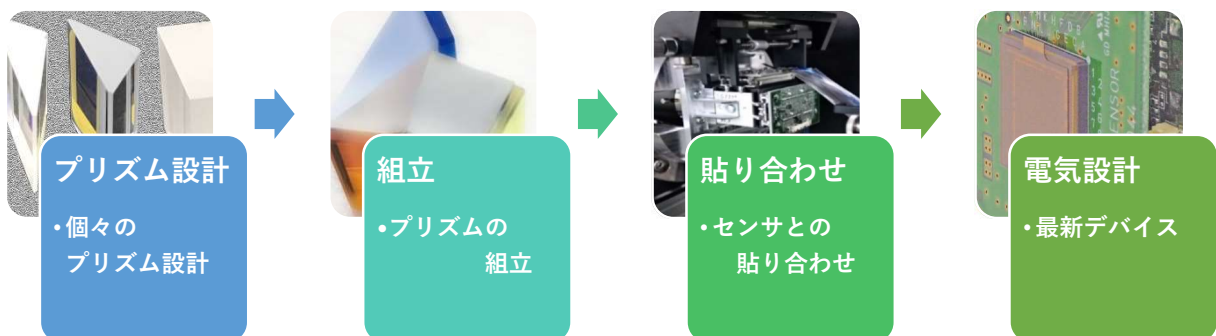 プリズム設計
・個々の
プリズム設計
組立
•プリズムの
組立
貼り合わせ
・センサとの
貼り合わせ
電気設計
・最新デバイス
ENSOR